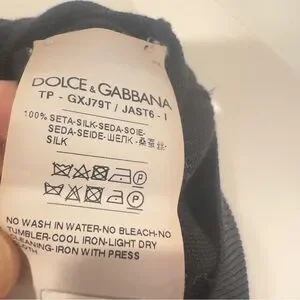 DOLCE & GABBANA
TP - GXJ79T / JAST6 - I
100% SETA-SILK-SEDA-SOIE-
SEDA-SEIDE-ШЕЛК-桑蚕丝-
SILK
NO WASH IN WATER-NO BLEACH-NO
TUMBLER-COOL IRON-LIGHT DRY
CLEANING-IRON WITH PRESS
CLOTH